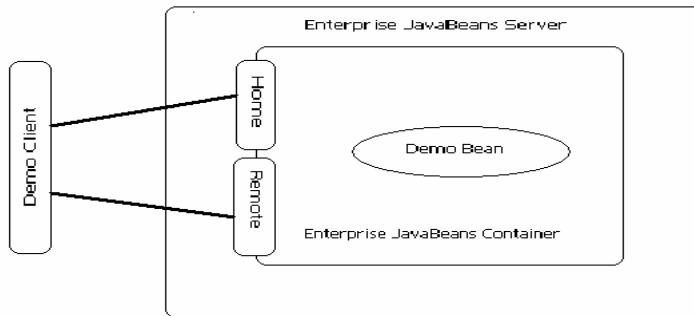 Enterprise JavaBeans Server
Demo Client
Home
Demo Bean
Remote
Enterprise JavaBeans Container